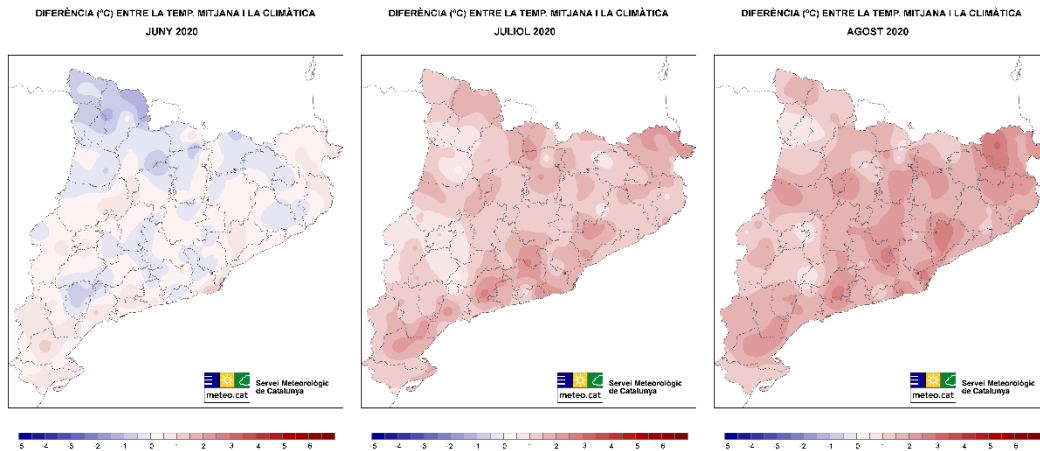 DIFERÈNCIA (ºC) ENTRE LA TEMP. MITJANA I LA CLIMÀTICA
JUNY 2020
meteo.cat
Servei Meteorològic
de Catalunya
-5 -4 -3 -2 -1 0 1 2 3 4 5 6
DIFERÈNCIA (ºC) ENTRE LA TEMP. MITJANA I LA CLIMÀTICA
JULIOL 2020
meteo.cat
Servei Meteorològic
de Catalunya
-5 -4 -3 -2 -1 0 1 2 3 4 5 6
DIFERÈNCIA (ºC) ENTRE LA TEMP. MITJANA I LA CLIMÀTICA
AGOST 2020
meteo.cat
Servei Meteorològic
de Catalunya
-5 -4 -3 -2 -1 0 1 2 3 4 5 6